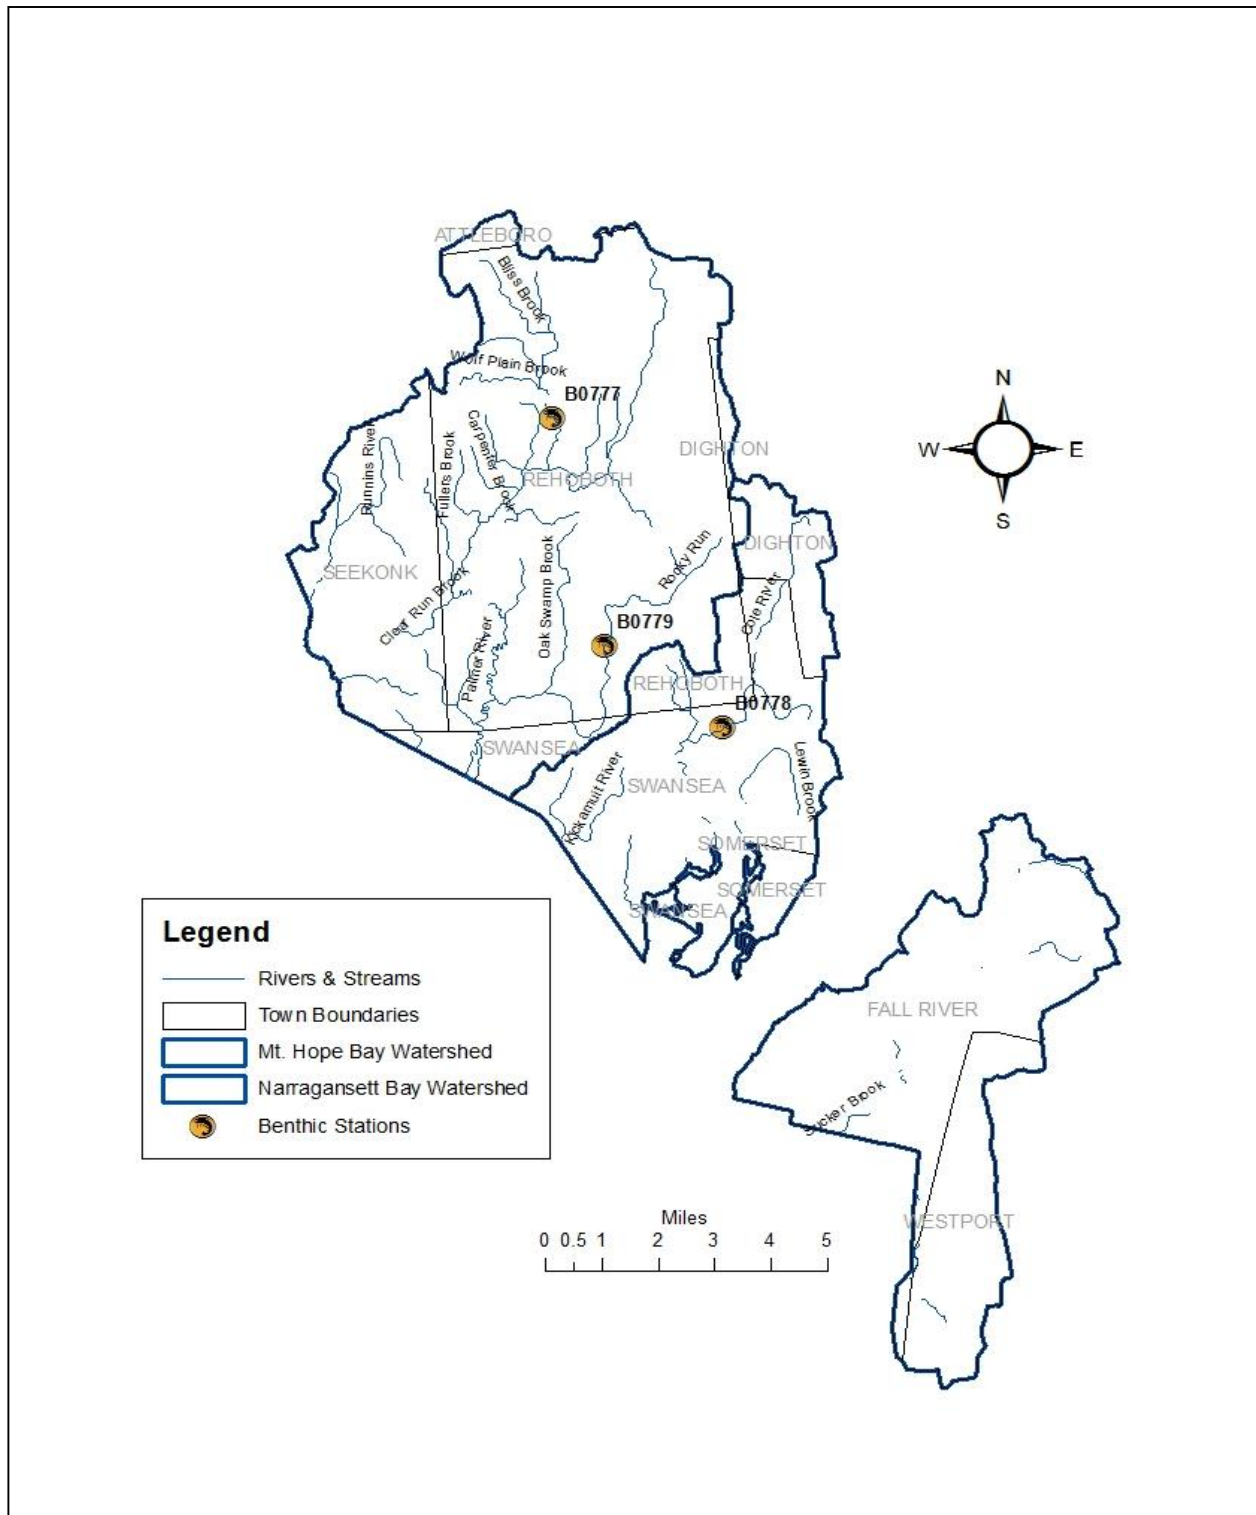 ATTLEBORO
Bliss Brook
Wolf Plain Brook
B0777
N
W
E
S
Runnins River
Fullers Brook
Carpenter Brook
REHOBOTH
DIGHTON
SEEKONK
Clear Run Brook
Palmer River
Oak Swamp Brook
Rocky Run
DIGHTON
Cole River
B0779
REHOBOTH
B0778
SWANSEA
Kickamuit River
SWANSEA
Lewin Brook
SOMERSET
SOMERSET
SWANSEA
Legend
Rivers & Streams
Town Boundaries
Mt. Hope Bay Watershed
Narragansett Bay Watershed
Benthic Stations
FALL RIVER
Sucker Brook
WESTPORT
Miles
0 0.5 1 2 3 4 5